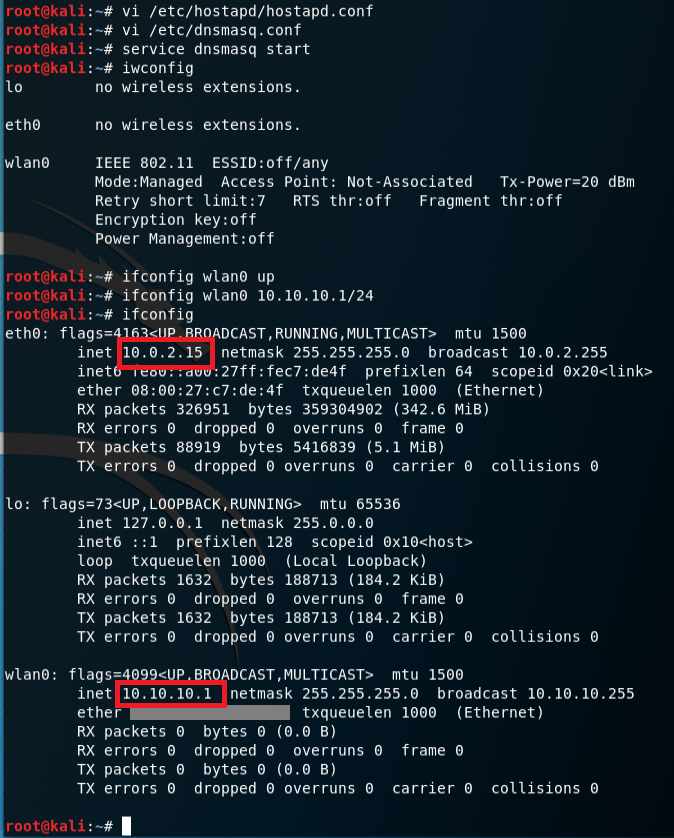 root@kali:~# vi /etc/hostapd/hostapd.conf
root@kali:~# vi /etc/dnsmasq.conf
root@kali:~# service dnsmasq start
root@kali:~# iwconfig
lo        no wireless extensions.
eth0      no wireless extensions.
wlan0     IEEE 802.11  ESSID:off/any
          Mode:Managed  Access Point: Not-Associated   Tx-Power=20 dBm
          Retry short limit:7   RTS thr:off   Fragment thr:off
          Encryption key:off
          Power Management:off
root@kali:~# ifconfig wlan0 up
root@kali:~# ifconfig wlan0 10.10.10.1/24
root@kali:~# ifconfig
eth0: flags=4163<UP,BROADCAST,RUNNING,MULTICAST>  mtu 1500
        inet 10.0.2.15  netmask 255.255.255.0  broadcast 10.0.2.255
        inet6 fe80::a00:27ff:fec7:de4f  prefixlen 64  scopeid 0x20<link>
        ether 08:00:27:c7:de:4f  txqueuelen 1000  (Ethernet)
        RX packets 326951  bytes 359304902 (342.6 MiB)
        RX errors 0  dropped 0  overruns 0  frame 0
        TX packets 88919  bytes 5416839 (5.1 MiB)
        TX errors 0  dropped 0 overruns 0  carrier 0  collisions 0
lo: flags=73<UP,LOOPBACK,RUNNING>  mtu 65536
        inet 127.0.0.1  netmask 255.0.0.0
        inet6 ::1  prefixlen 128  scopeid 0x10<host>
        loop  txqueuelen 1000  (Local Loopback)
        RX packets 1632  bytes 188713 (184.2 KiB)
        RX errors 0  dropped 0  overruns 0  frame 0
        TX packets 1632  bytes 188713 (184.2 KiB)
        TX errors 0  dropped 0 overruns 0  carrier 0  collisions 0
wlan0: flags=4099<UP,BROADCAST,MULTICAST>  mtu 1500
        inet 10.10.10.1  netmask 255.255.255.0  broadcast 10.10.10.255
        ether  txqueuelen 1000  (Ethernet)
        RX packets 0  bytes 0 (0.0 B)
        RX errors 0  dropped 0  overruns 0  frame 0
        TX packets 0  bytes 0 (0.0 B)
        TX errors 0  dropped 0 overruns 0  carrier 0  collisions 0
root@kali:~#